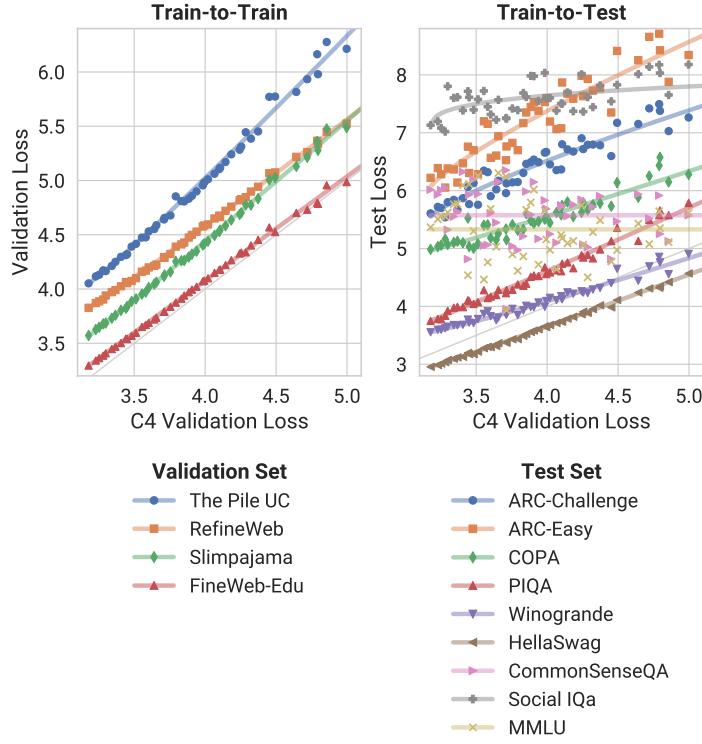 Train-to-Train
Validation Loss
6.0
5.5
5.0
4.5
4.0
3.5
3.5
4.0
4.5
5.0
C4 Validation Loss
Train-to-Test
Test Loss
8
7
6
5
4
3
3.5
4.0
4.5
5.0
C4 Validation Loss
Validation Set
The Pile UC
RefineWeb
Slimpajama
FineWeb-Edu
Test Set
ARC-Challenge
ARC-Easy
COPA
PIQA
Winogrande
HellaSwag
CommonSenseQA
Social IQa
MMLU